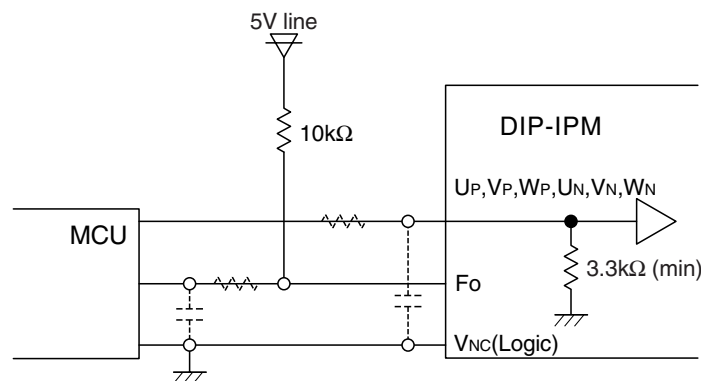 5V line
10kΩ
DIP-IPM
UP,VP,WP,UN,VN,WN
MCU
3.3kΩ (min)
Fo
VNC(Logic)